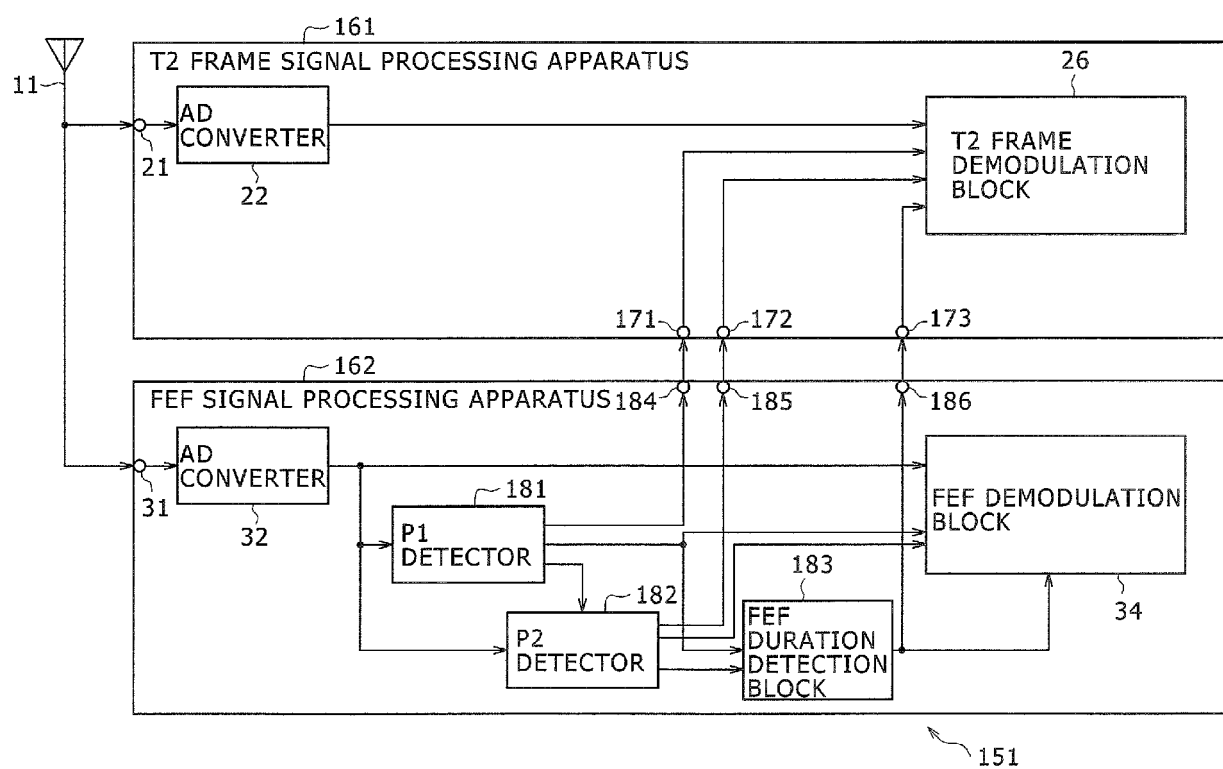 161
T2 FRAME SIGNAL PROCESSING APPARATUS
11
26
AD
CONVERTER
21
22
T2 FRAME
DEMODULATION
BLOCK
171
172
173
162
FEF SIGNAL PROCESSING APPARATUS
184
185
186
AD
CONVERTER
31
32
181
P1
DETECTOR
FEF DEMODULATION
BLOCK
34
182
P2
DETECTOR
183
FEF
DURATION
DETECTION
BLOCK
151